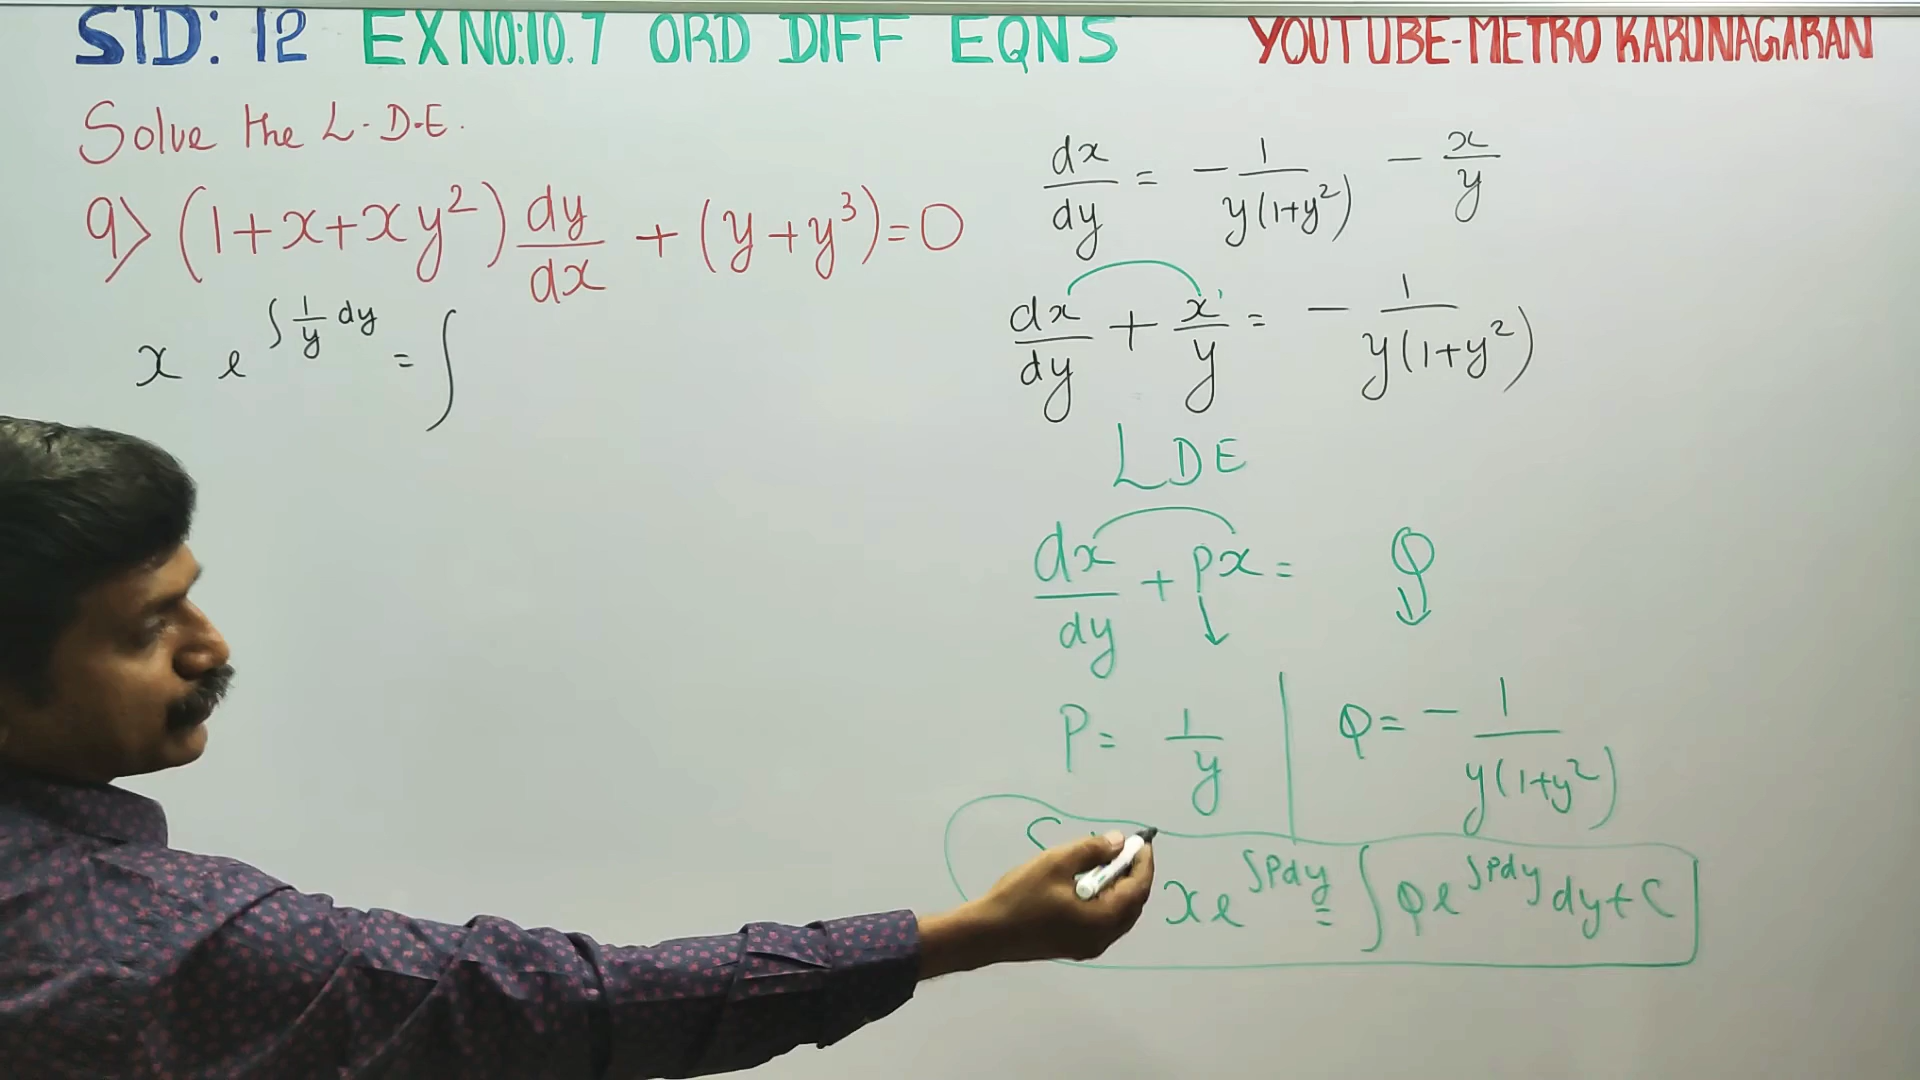 STD: 12 EX NO:10.7 ORD DIFF EQNS YOUTUBE-METRO KARUNAGARAN
Solve the L.D.E.
9> (1+x+xy²) dy/dx + (y+y³)=0
x e^∫1/y dy = ∫
dx/dy = - 1/y(1+y²) - x/y
dx/dy + x/y = - 1/y(1+y²)
LDE
dx/dy + Px = Q
P = 1/y | Q = - 1/y(1+y²)
xe^∫Pdy = ∫Qe^∫Pdy dy+C